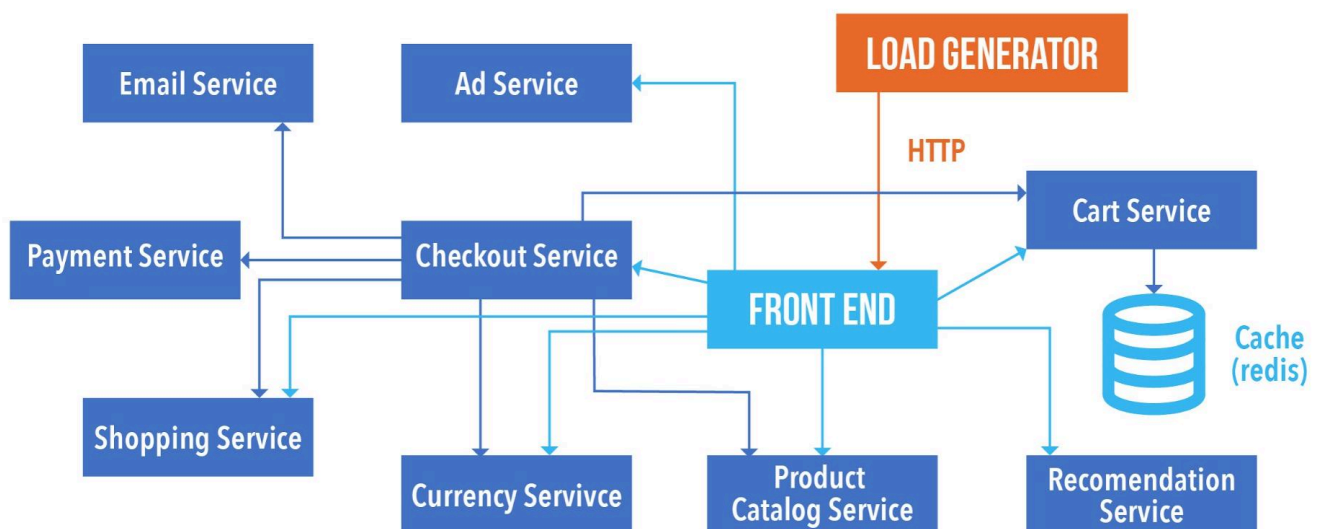 LOAD GENERATOR
Email Service
Ad Service
HTTP
Cart Service
Payment Service
Checkout Service
FRONT END
Cache
(redis)
Shopping Service
Currency Servivce
Product
Catalog Service
Recomendation
Service